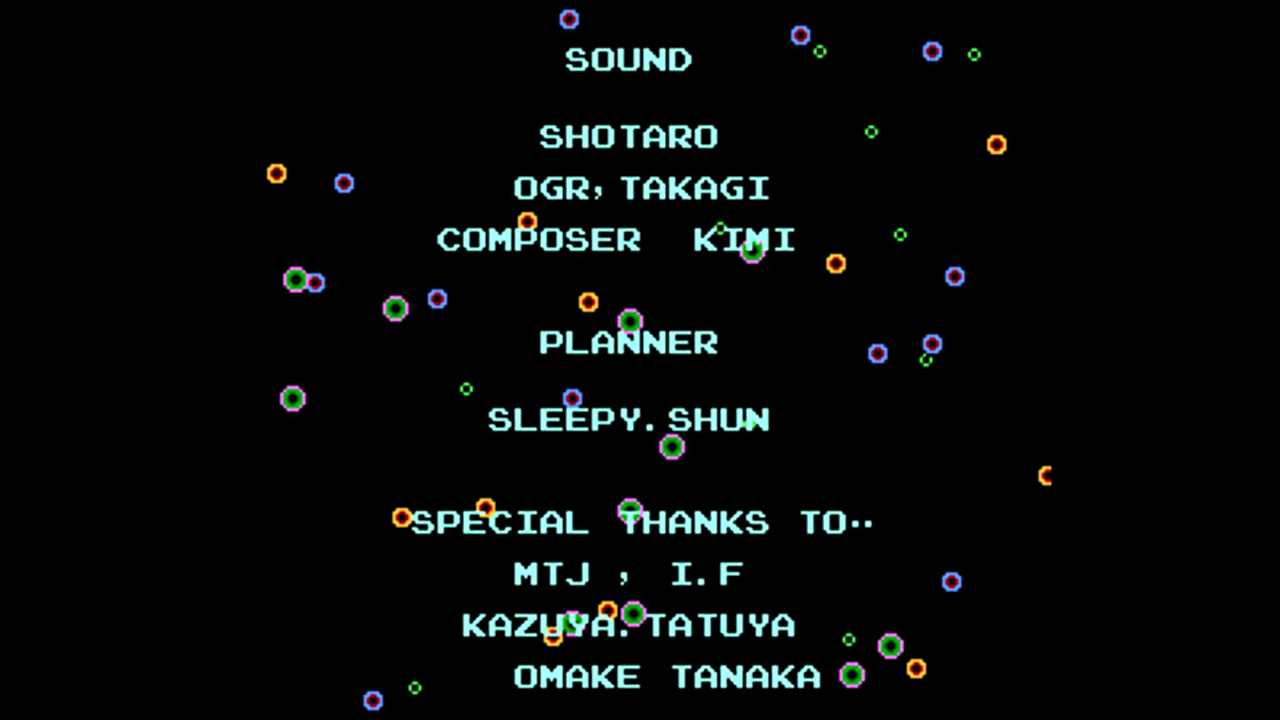 SOUND
SHOTARO
OGR, TAKAGI
COMPOSER KIMI
PLANNER
SLEEPY.SHUN
SPECIAL THANKS TO..
MTJ , I.F
KAZUYA.TATUYA
OMAKE TANAKA